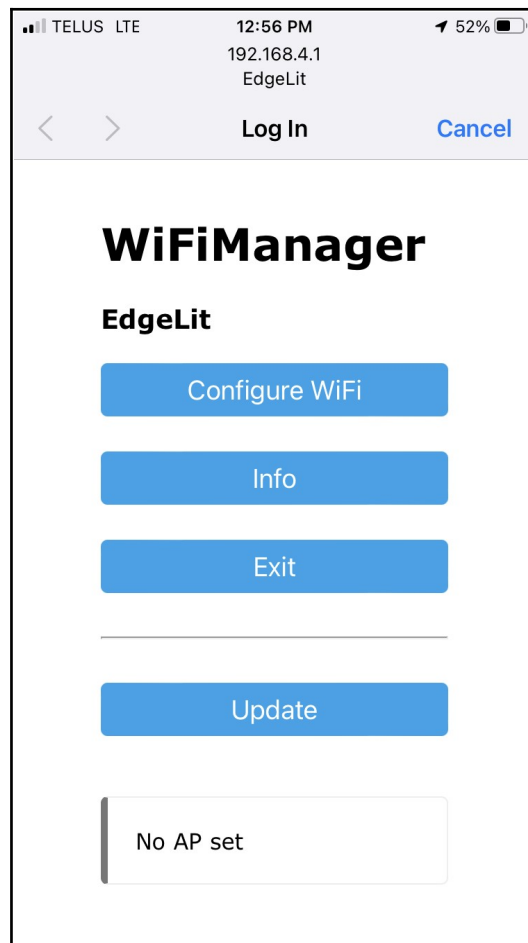 TELUS LTE 12:56 PM 52%
192.168.4.1
EdgeLit
Log In Cancel
WiFiManager
EdgeLit
Configure WiFi
Info
Exit
Update
No AP set